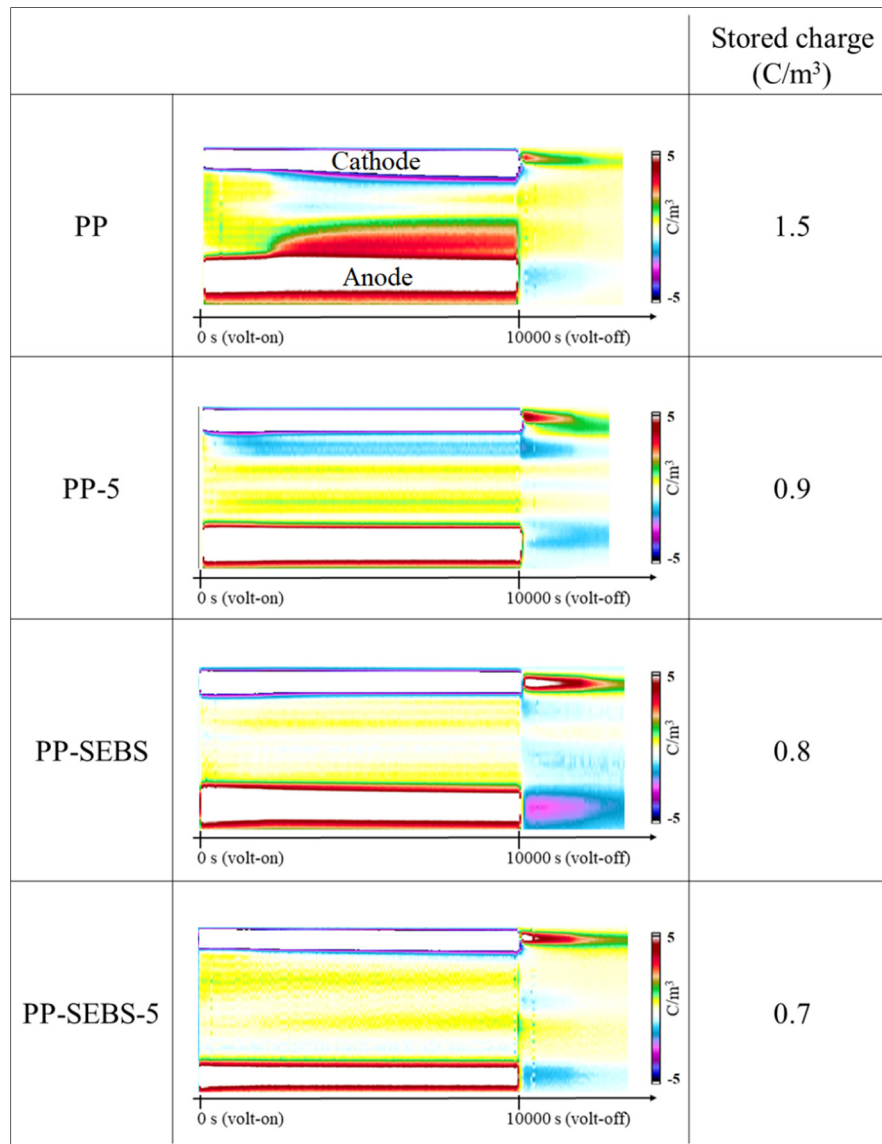 Stored charge
(C/m³)
PP
Cathode
Anode
5
C/m³
-5
0 s (volt-on)
10000 s (volt-off)
1.5
PP-5
5
C/m³
-5
0 s (volt-on)
10000 s (volt-off)
0.9
PP-SEBS
5
C/m³
-5
0 s (volt-on)
10000 s (volt-off)
0.8
PP-SEBS-5
5
C/m³
-5
0 s (volt-on)
10000 s (volt-off)
0.7